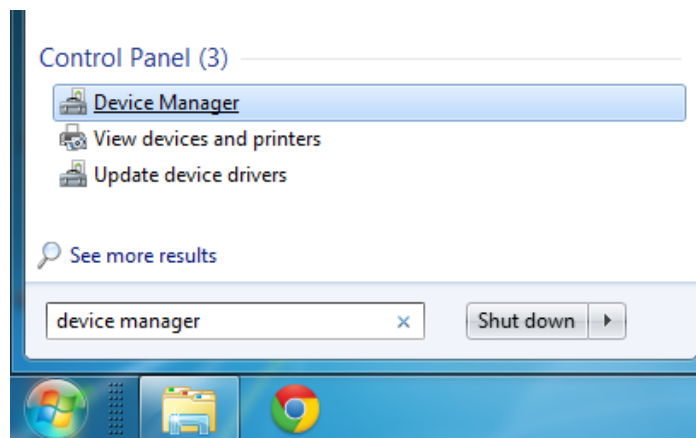 Control Panel (3)
Device Manager
View devices and printers
Update device drivers
See more results
device manager
Shut down